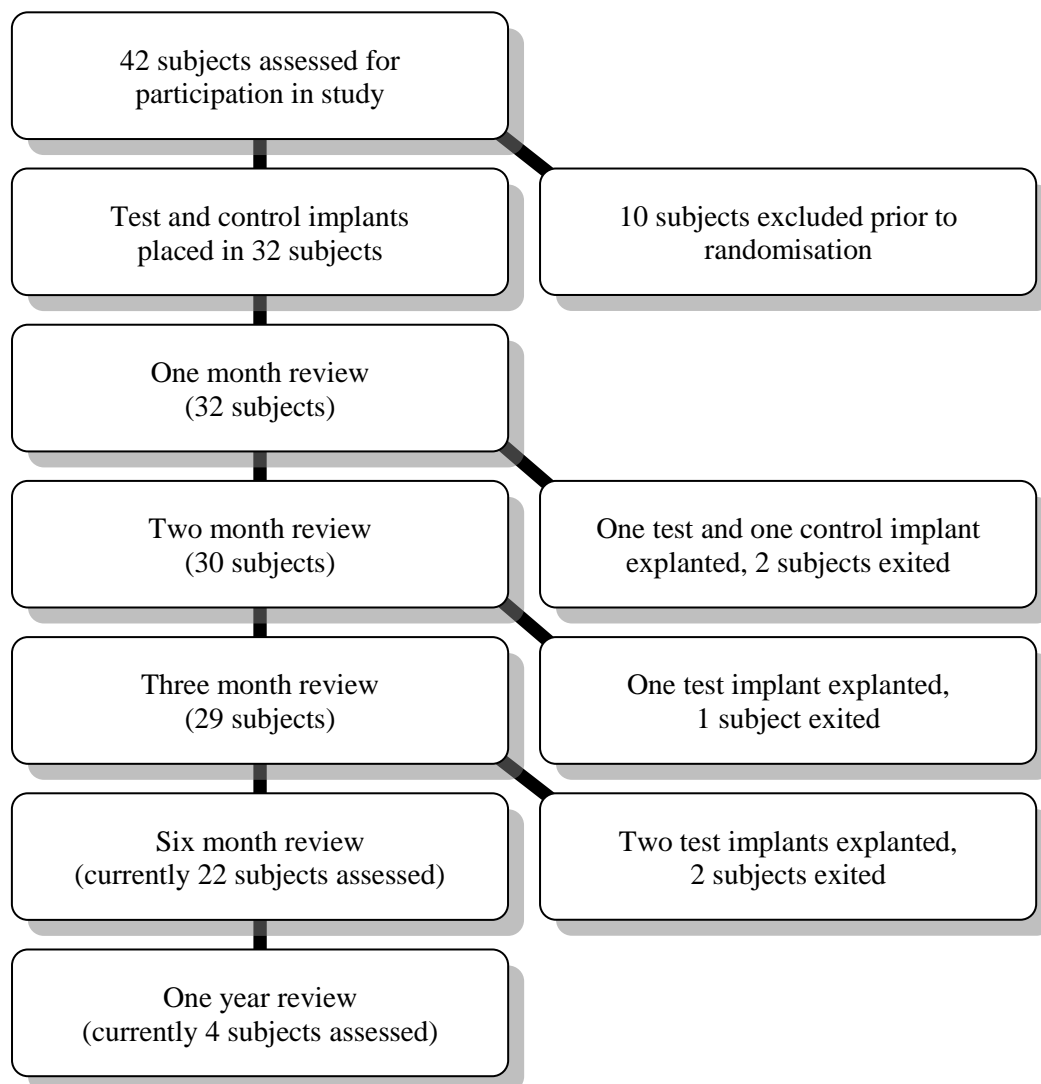 42 subjects assessed for
participation in study
Test and control implants
placed in 32 subjects
10 subjects excluded prior to
randomisation
One month review
(32 subjects)
Two month review
(30 subjects)
One test and one control implant
explanted, 2 subjects exited
Three month review
(29 subjects)
One test implant explanted,
1 subject exited
Six month review
(currently 22 subjects assessed)
Two test implants explanted,
2 subjects exited
One year review
(currently 4 subjects assessed)